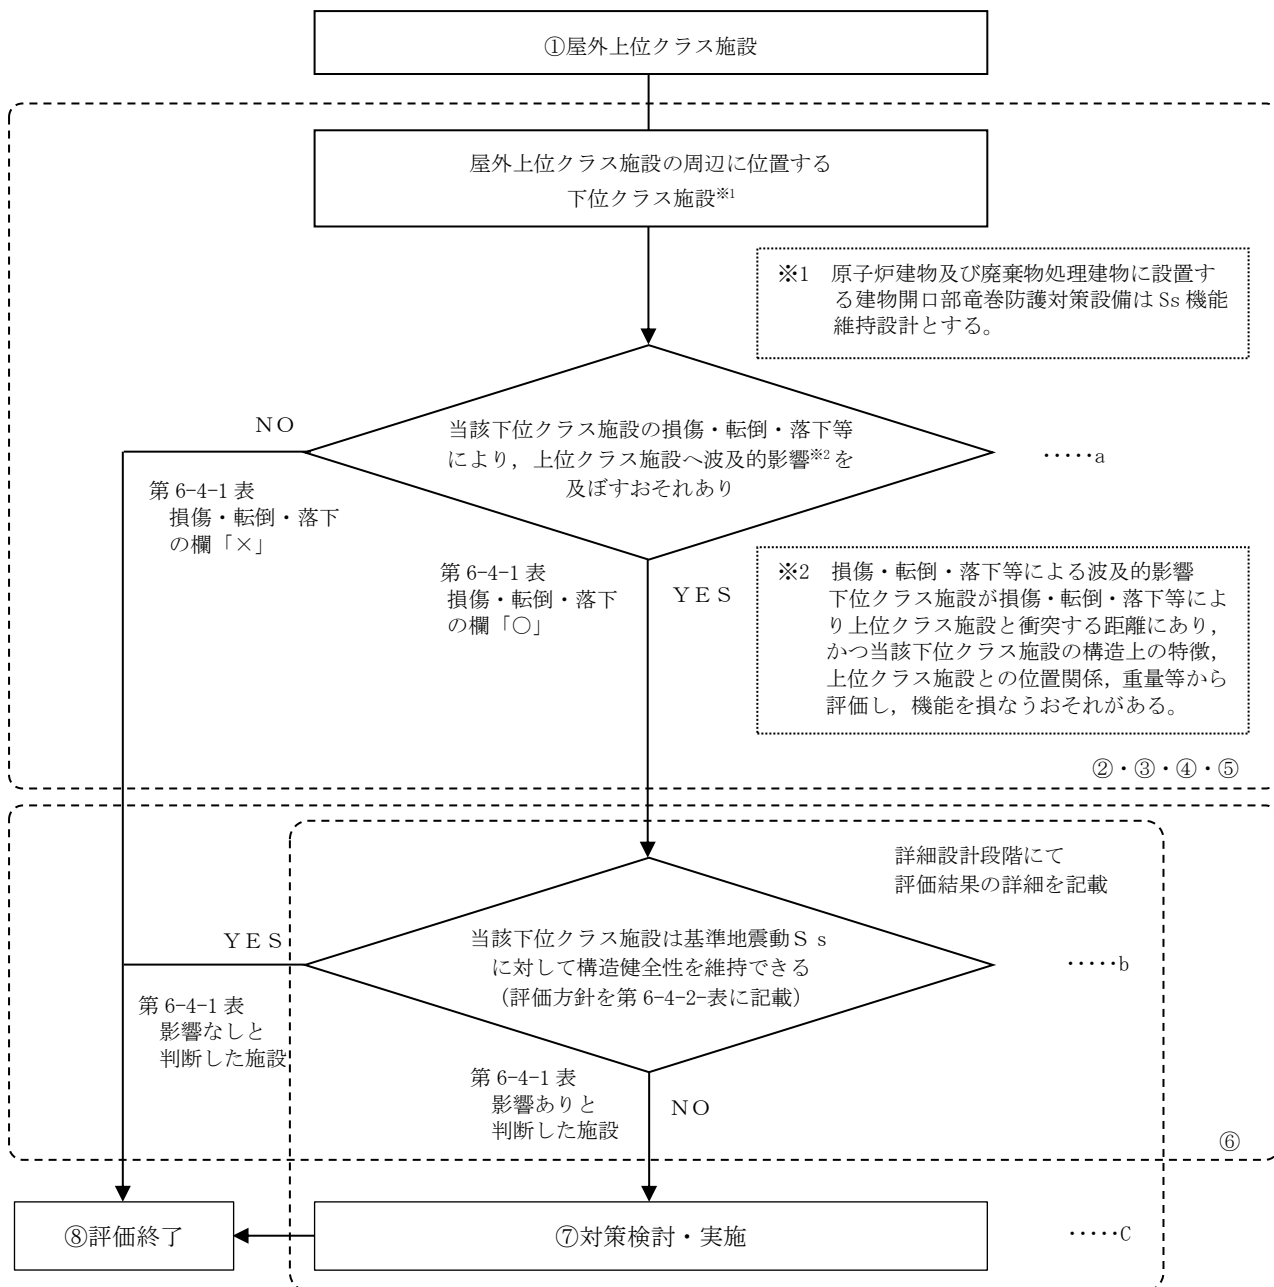 ①屋外上位クラス施設
屋外上位クラス施設の周辺に位置する
下位クラス施設※1
※1 原子炉建物及び廃棄物処理建物に設置す
る建物開口部竜巻防護対策設備は Ss 機能
維持設計とする。
当該下位クラス施設の損傷・転倒・落下等
により，上位クラス施設へ波及的影響※2 を
及ぼすおそれあり
NO
·····a
第 6-4-1 表
損傷・転倒・落下
の欄「×」
第 6-4-1 表
損傷・転倒・落下
の欄「○」
YES
※2 損傷・転倒・落下等による波及的影響
下位クラス施設が損傷・転倒・落下等によ
り上位クラス施設と衝突する距離にあり，
かつ当該下位クラス施設の構造上の特徴，
上位クラス施設との位置関係，重量等から
評価し，機能を損なうおそれがある。
②・③・④・⑤
詳細設計段階にて
評価結果の詳細を記載
当該下位クラス施設は基準地震動Ｓｓ
に対して構造健全性を維持できる
（評価方針を第 6-4-2-表に記載）
YES
·····b
第 6-4-1 表
影響なしと
判断した施設
第 6-4-1 表
影響ありと
判断した施設
NO
⑥
⑧評価終了
⑦対策検討・実施
·····C